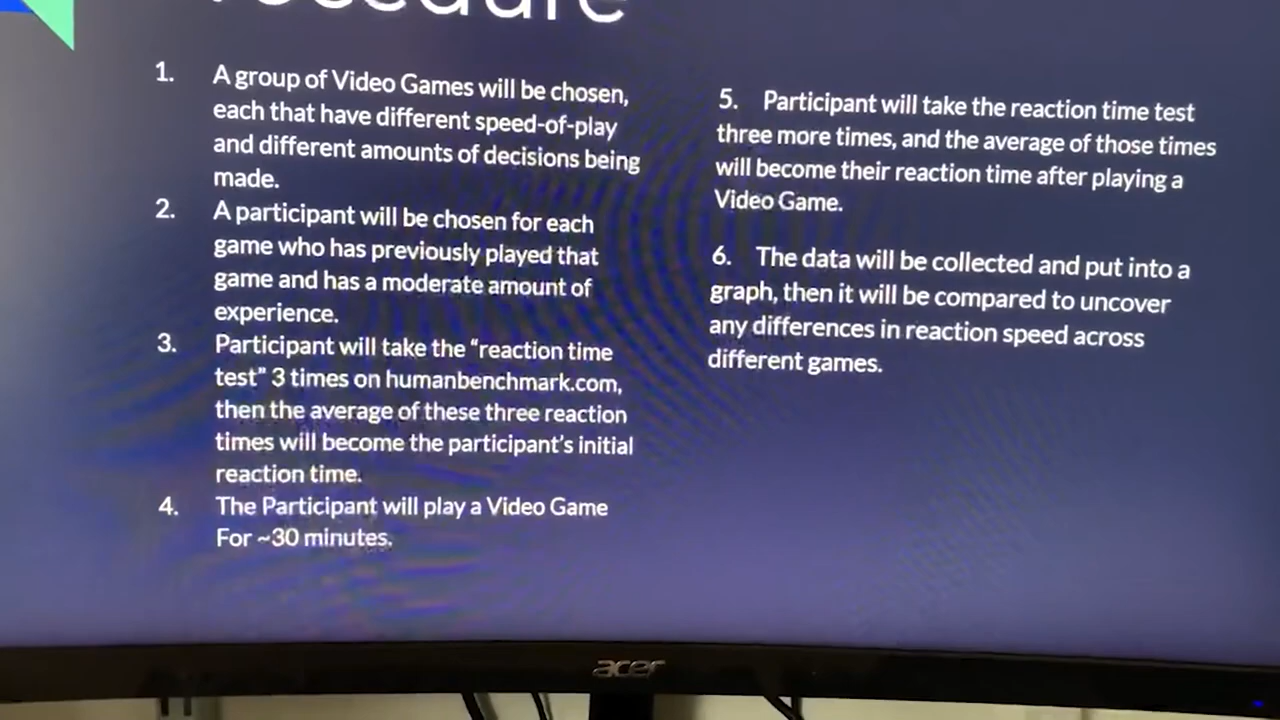 1. A group of Video Games will be chosen,
each that have different speed-of-play
and different amounts of decisions being
made.
2. A participant will be chosen for each
game who has previously played that
game and has a moderate amount of
experience.
3. Participant will take the “reaction time
test” 3 times on humanbenchmark.com,
then the average of these three reaction
times will become the participant's initial
reaction time.
4. The Participant will play a Video Game
For ~30 minutes.
5. Participant will take the reaction time test
three more times, and the average of those times
will become their reaction time after playing a
Video Game.
6. The data will be collected and put into a
graph, then it will be compared to uncover
any differences in reaction speed across
different games.
acer